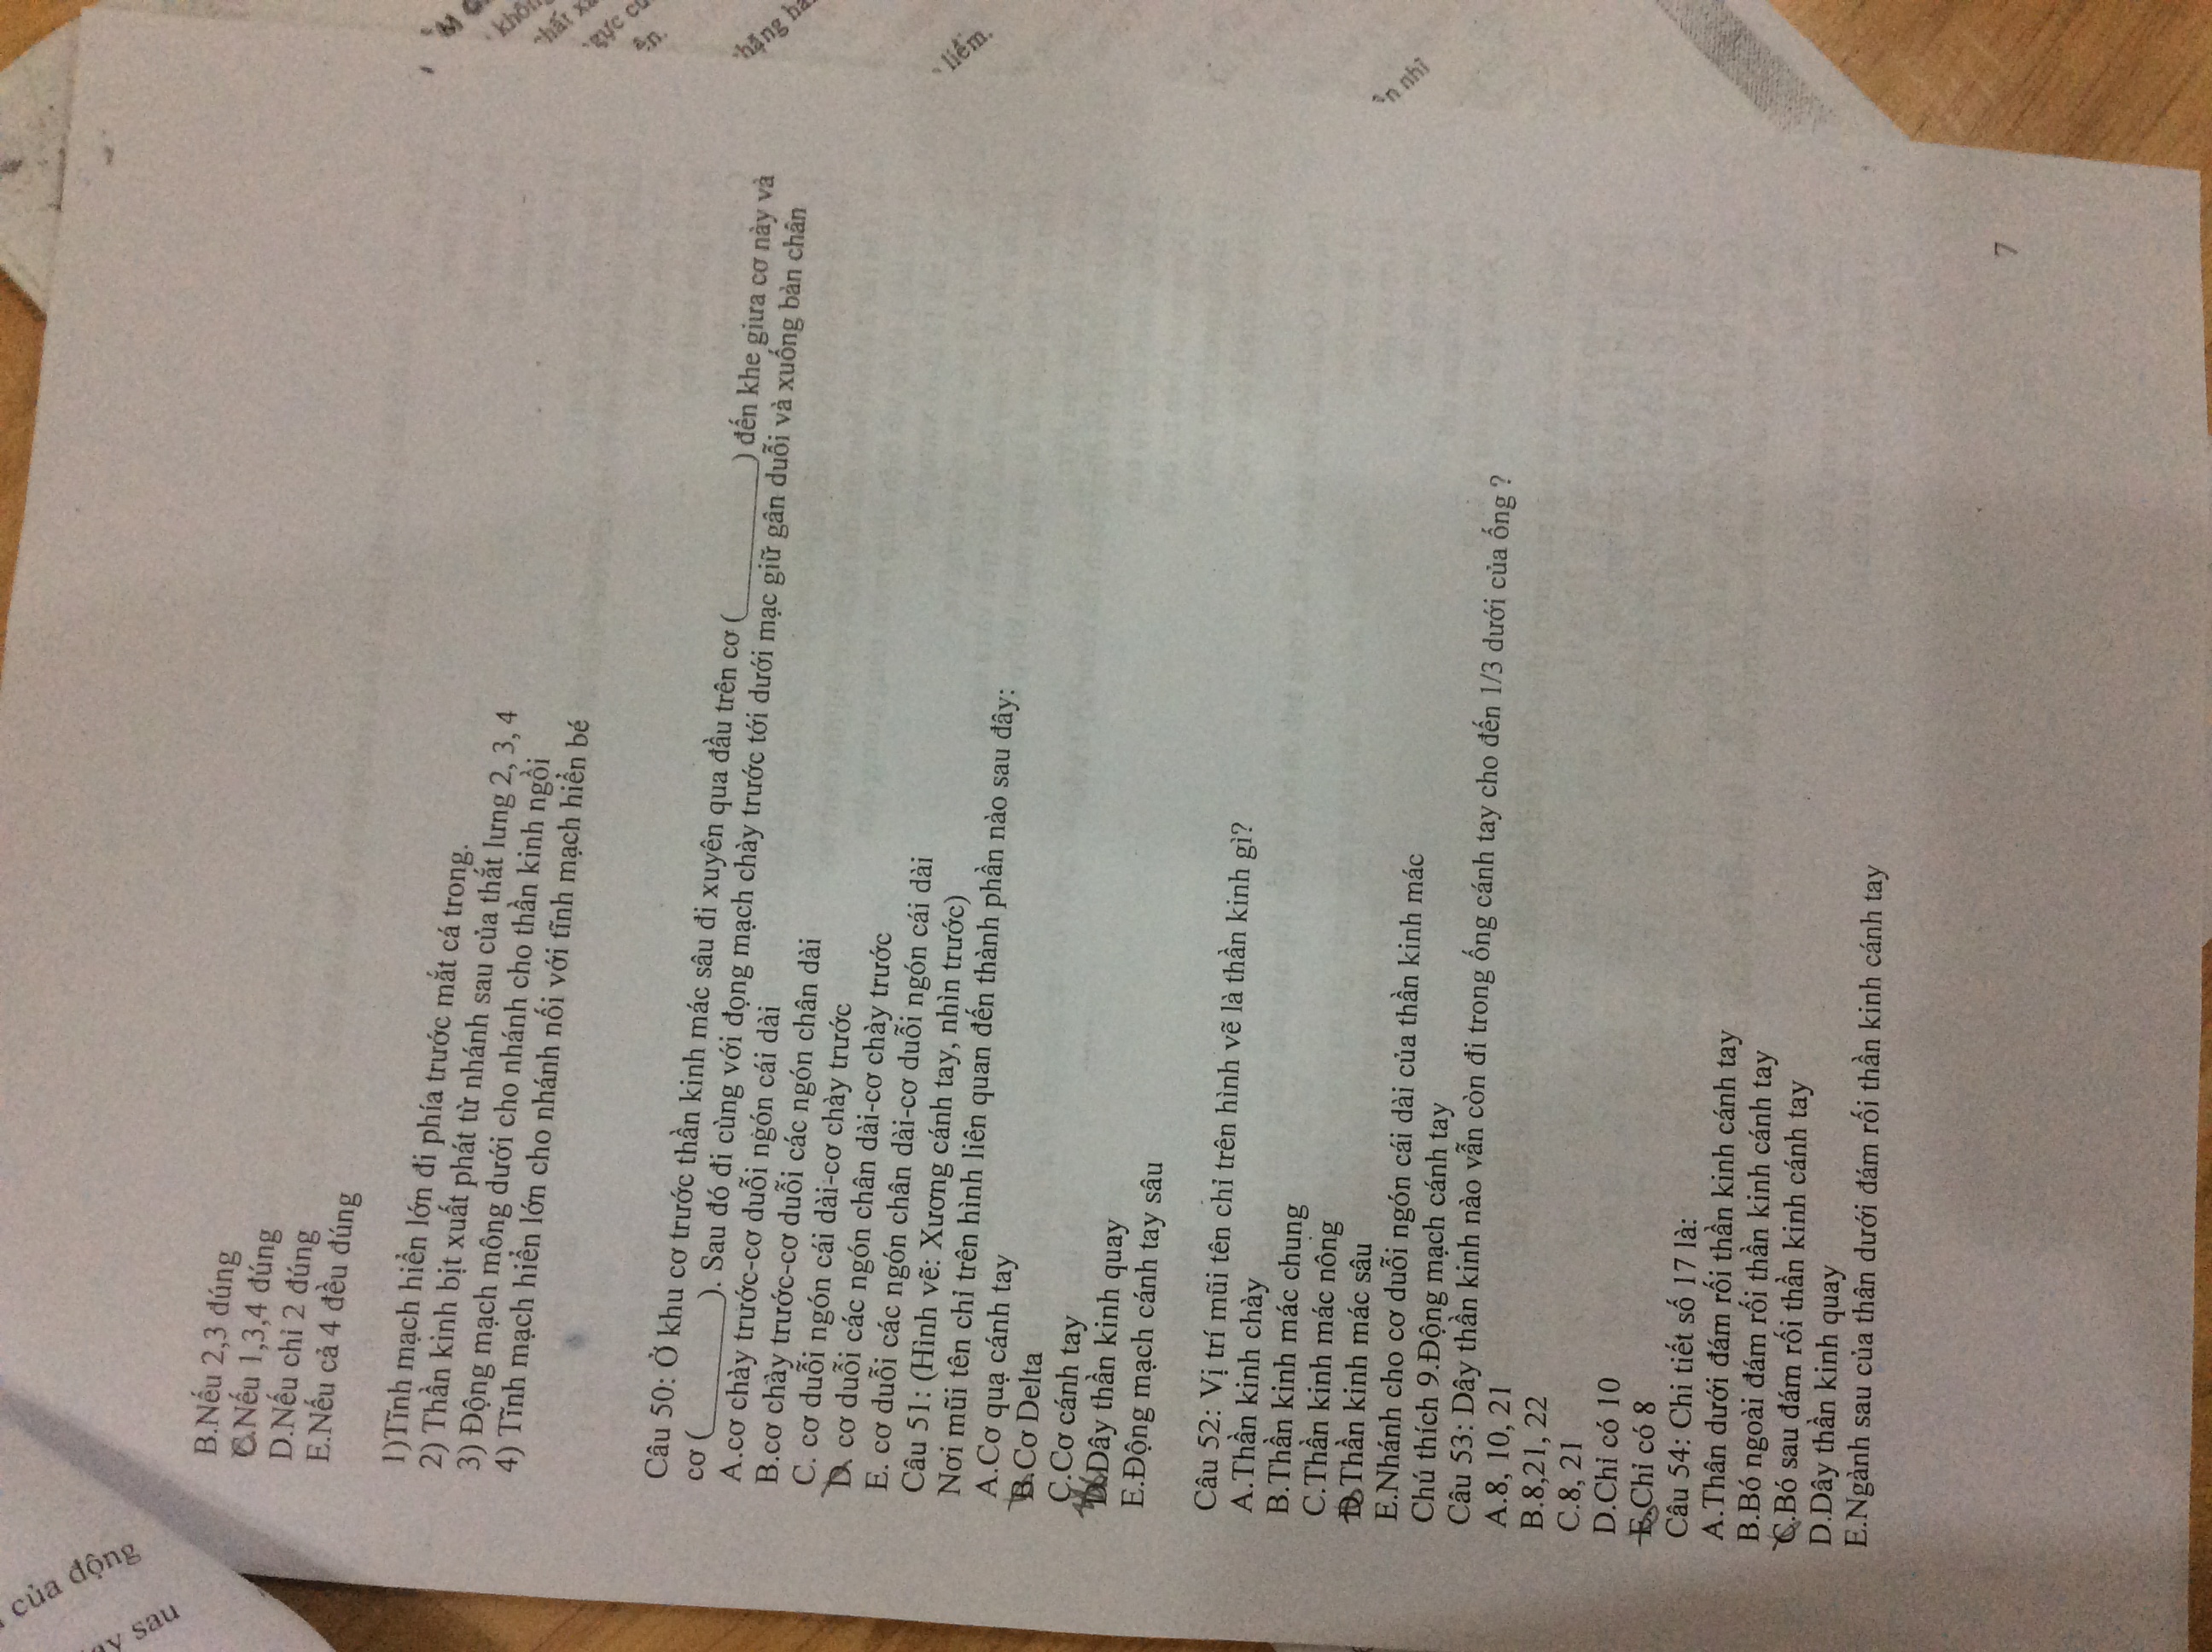 của động
ay sau
B.Nếu 2,3 đúng
C.Nếu 1,3,4 đúng
D.Nếu chỉ 2 đúng
E.Nếu cả 4 đều đúng
1)Tĩnh mạch hiển lớn đi phía trước mắt cá trong.
2) Thần kinh bịt xuất phát từ nhánh sau của thắt lưng 2, 3, 4
3) Động mạch mông dưới cho nhánh cho thần kinh ngồi
4) Tĩnh mạch hiển lớn cho nhánh nối với tĩnh mạch hiển bé
Câu 50: Ở khu cơ trước thần kinh mác sâu đi xuyên qua đầu trên cơ (__________) đến khe giưa cơ này và
cơ (_________). Sau đó đi cùng với đọng mạch chày trước tới dưới mạc giữ gân duỗi và xuống bàn chân
A.cơ chày trước-cơ duỗi ngón cái dài
B.cơ chày trước-cơ duỗi các ngón chân dài
C. cơ duỗi ngón cái dài-cơ chày trước
D. cơ duỗi các ngón chân dài-cơ chày trước
E. cơ duỗi các ngón chân dài-cơ duỗi ngón cái dài
Câu 51: (Hình vẽ: Xương cánh tay, nhìn trước)
Nơi mũi tên chỉ trên hình liên quan đến thành phần nào sau đây:
A.Cơ quạ cánh tay
B.Cơ Delta
C.Cơ cánh tay
D.Dây thần kinh quay
E.Động mạch cánh tay sâu
Câu 52: Vị trí mũi tên chỉ trên hình vẽ là thần kinh gì?
A.Thần kinh chày
B.Thần kinh mác chung
C.Thần kinh mác nông
D.Thần kinh mác sâu
E.Nhánh cho cơ duỗi ngón cái dài của thần kinh mác
Chú thích 9.Động mạch cánh tay
Câu 53: Dây thần kinh nào vẫn còn đi trong ống cánh tay cho đến 1/3 dưới của ống ?
A.8, 10, 21
B.8,21, 22
C.8, 21
D.Chỉ có 10
E.Chỉ có 8
Câu 54: Chi tiết số 17 là:
A.Thân dưới đám rối thần kinh cánh tay
B.Bó ngoài đám rối thần kinh cánh tay
C.Bó sau đám rối thần kinh cánh tay
D.Dây thần kinh quay
E.Ngành sau của thân dưới đám rối thần kinh cánh tay
7
liềm.